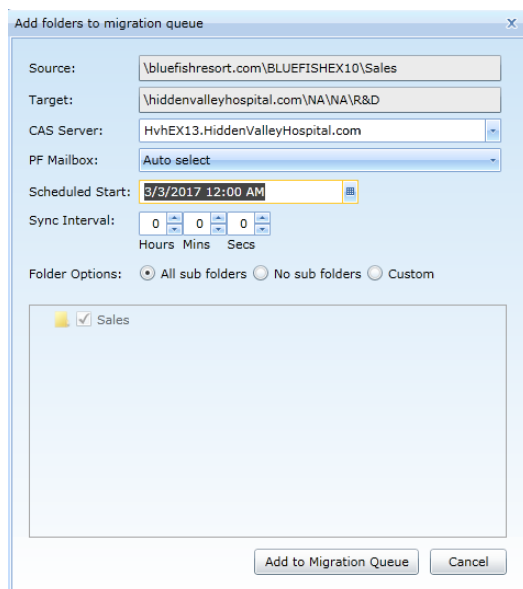 Add folders to migration queue
Source: \bluefishresort.com\BLUEFISHEX10\Sales
Target: \hiddenvalleyhospital.com\NA\NA\R&D
CAS Server: HvhEX13.HiddenValleyHospital.com
PF Mailbox: Auto select
Scheduled Start: 3/3/2017 12:00 AM
Sync Interval: 0 0 0
Hours Mins Secs
Folder Options: All sub folders No sub folders Custom
Sales
Add to Migration Queue Cancel